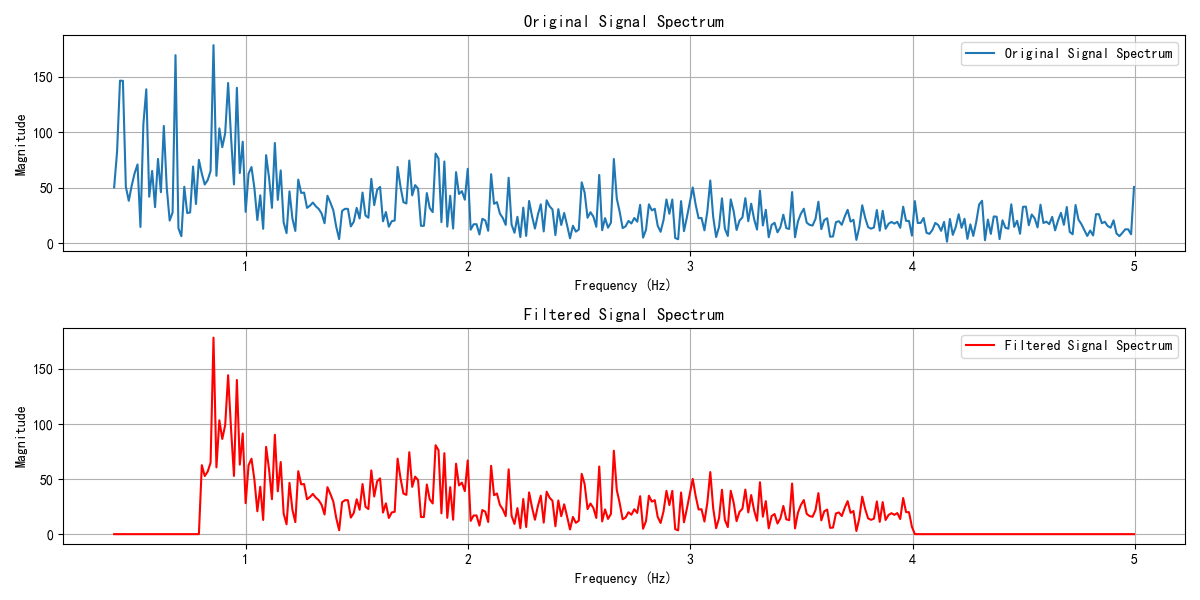 Original Signal Spectrum
Original Signal Spectrum
Magnitude
150
100
50
0
1
2
3
4
5
Frequency (Hz)
Filtered Signal Spectrum
Filtered Signal Spectrum
Magnitude
150
100
50
0
1
2
3
4
5
Frequency (Hz)